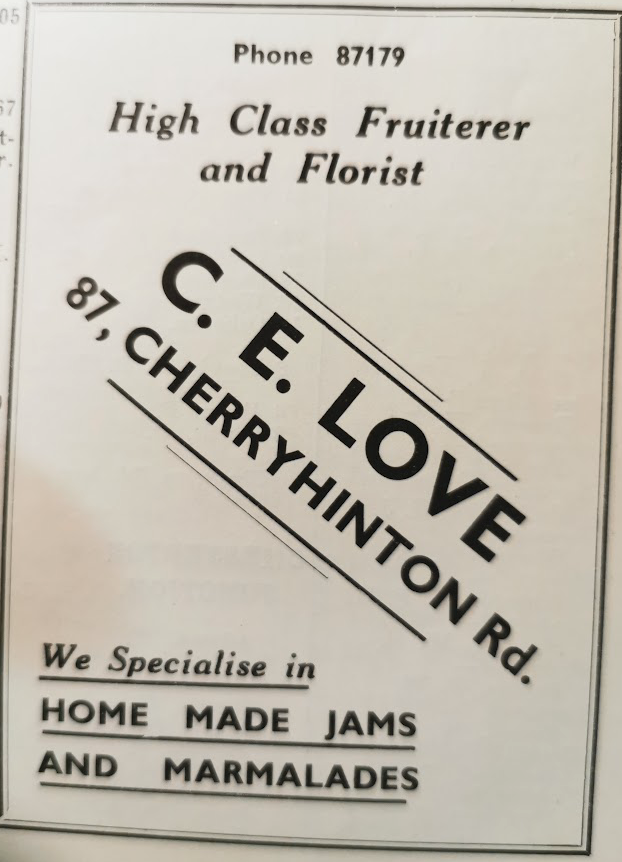 05
Phone 87179
High Class Fruiterer
and Florist
C. E. LOVE
87, CHERRYHINTON Rd.
We Specialise in
HOME MADE JAMS
AND MARMALADES